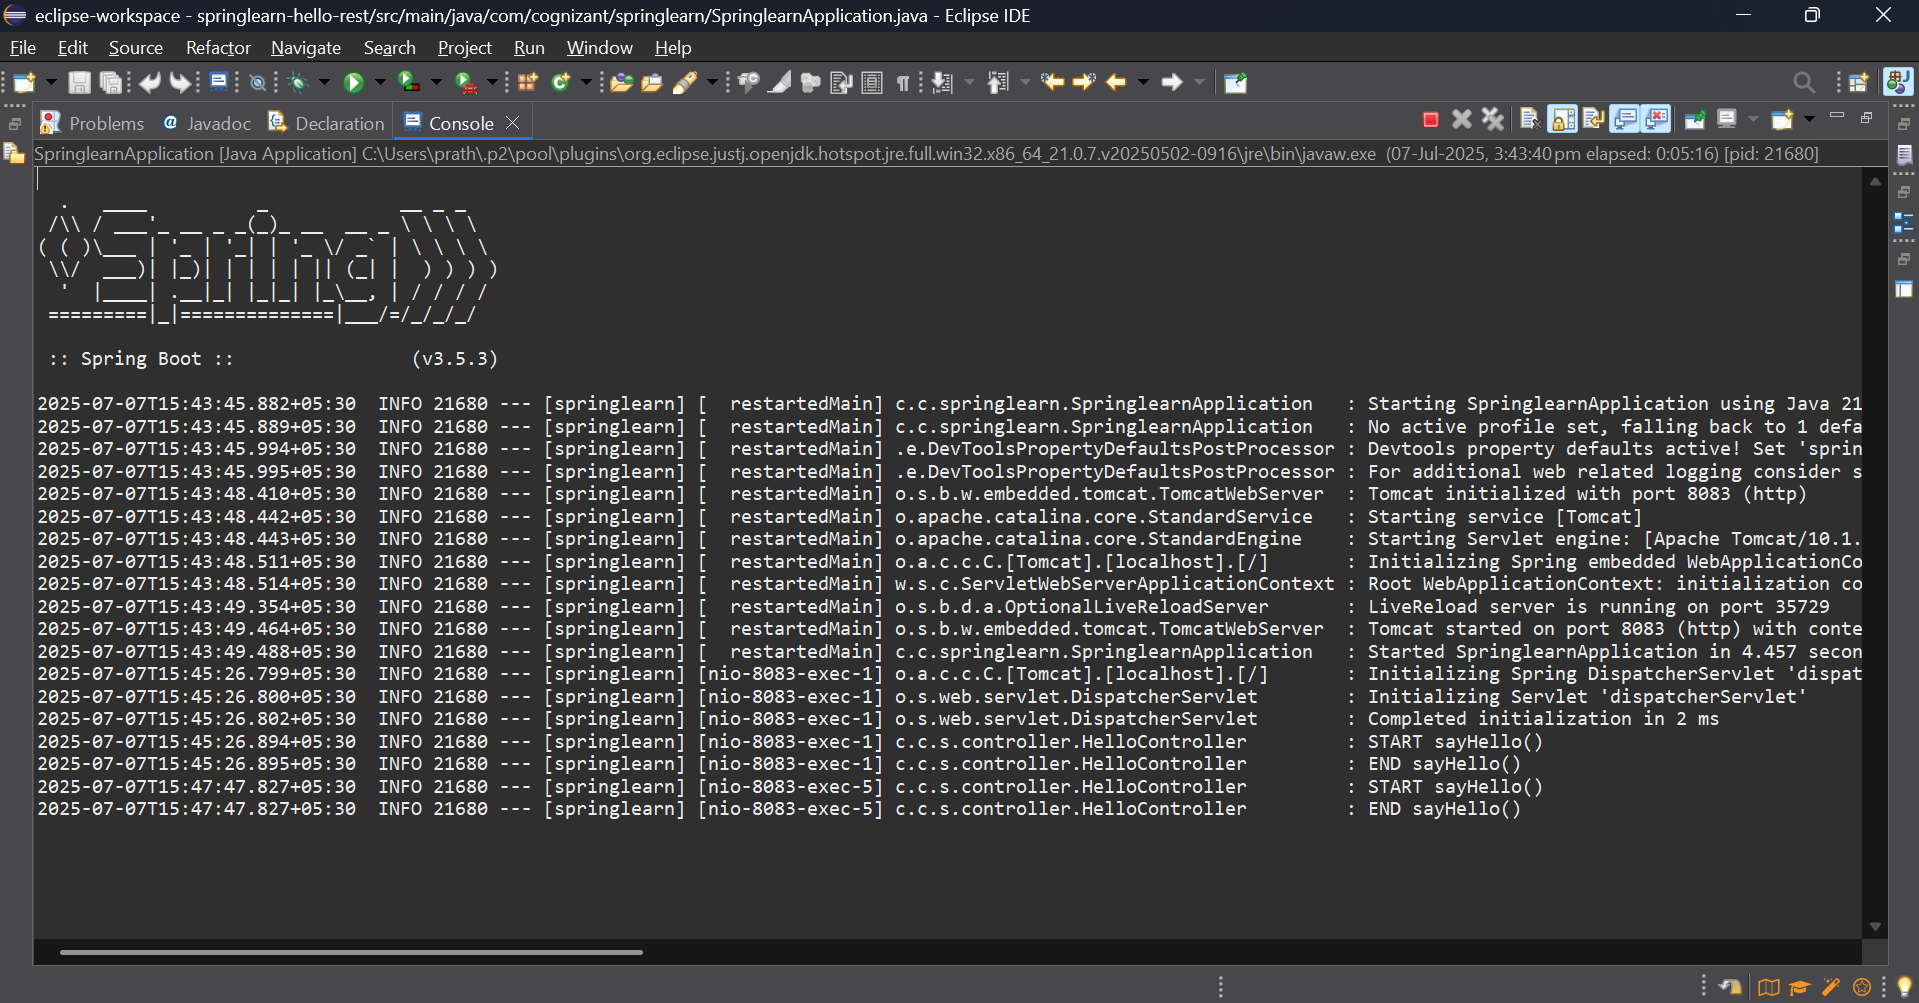 eclipse-workspace - springlearn-hello-rest/src/main/java/com/cognizant/springlearn/SpringlearnApplication.java - Eclipse IDE
File Edit Source Refactor Navigate Search Project Run Window Help
Problems Javadoc Declaration Console
SpringlearnApplication [Java Application] C:\Users\prath\.p2\pool\plugins\org.eclipse.justj.openjdk.hotspot.jre.full.win32.x86_64_21.0.7.v20250502-0916\jre\bin\javaw.exe (07-Jul-2025, 3:43:40 pm elapsed: 0:05:16) [pid: 21680]
Spring
:: Spring Boot :: (v3.5.3)
2025-07-07T15:43:45.882+05:30 INFO 21680 --- [springlearn] [ restartedMain] c.c.springlearn.SpringlearnApplication : Starting SpringlearnApplication using Java 21
2025-07-07T15:43:45.889+05:30 INFO 21680 --- [springlearn] [ restartedMain] c.c.springlearn.SpringlearnApplication : No active profile set, falling back to 1 defa
2025-07-07T15:43:45.994+05:30 INFO 21680 --- [springlearn] [ restartedMain] .e.DevToolsPropertyDefaultsPostProcessor : Devtools property defaults active! Set 'sprin
2025-07-07T15:43:45.995+05:30 INFO 21680 --- [springlearn] [ restartedMain] .e.DevToolsPropertyDefaultsPostProcessor : For additional web related logging consider s
2025-07-07T15:43:48.410+05:30 INFO 21680 --- [springlearn] [ restartedMain] o.s.b.w.embedded.tomcat.TomcatWebServer : Tomcat initialized with port 8083 (http)
2025-07-07T15:43:48.442+05:30 INFO 21680 --- [springlearn] [ restartedMain] o.apache.catalina.core.StandardService : Starting service [Tomcat]
2025-07-07T15:43:48.443+05:30 INFO 21680 --- [springlearn] [ restartedMain] o.apache.catalina.core.StandardEngine : Starting Servlet engine: [Apache Tomcat/10.1.
2025-07-07T15:43:48.511+05:30 INFO 21680 --- [springlearn] [ restartedMain] o.a.c.c.C.[Tomcat].[localhost].[/] : Initializing Spring embedded WebApplicationCo
2025-07-07T15:43:48.514+05:30 INFO 21680 --- [springlearn] [ restartedMain] w.s.c.ServletWebServerApplicationContext : Root WebApplicationContext: initialization co
2025-07-07T15:43:49.354+05:30 INFO 21680 --- [springlearn] [ restartedMain] o.s.b.d.a.OptionalLiveReloadServer : LiveReload server is running on port 35729
2025-07-07T15:43:49.464+05:30 INFO 21680 --- [springlearn] [ restartedMain] o.s.b.w.embedded.tomcat.TomcatWebServer : Tomcat started on port 8083 (http) with conte
2025-07-07T15:43:49.488+05:30 INFO 21680 --- [springlearn] [ restartedMain] c.c.springlearn.SpringlearnApplication : Started SpringlearnApplication in 4.457 secon
2025-07-07T15:45:26.799+05:30 INFO 21680 --- [springlearn] [nio-8083-exec-1] o.a.c.c.C.[Tomcat].[localhost].[/] : Initializing Spring DispatcherServlet 'dispat
2025-07-07T15:45:26.800+05:30 INFO 21680 --- [springlearn] [nio-8083-exec-1] o.s.web.servlet.DispatcherServlet : Initializing Servlet 'dispatcherServlet'
2025-07-07T15:45:26.802+05:30 INFO 21680 --- [springlearn] [nio-8083-exec-1] o.s.web.servlet.DispatcherServlet : Completed initialization in 2 ms
2025-07-07T15:45:26.894+05:30 INFO 21680 --- [springlearn] [nio-8083-exec-1] c.c.s.controller.HelloController : START sayHello()
2025-07-07T15:45:26.895+05:30 INFO 21680 --- [springlearn] [nio-8083-exec-1] c.c.s.controller.HelloController : END sayHello()
2025-07-07T15:47:47.827+05:30 INFO 21680 --- [springlearn] [nio-8083-exec-5] c.c.s.controller.HelloController : START sayHello()
2025-07-07T15:47:47.827+05:30 INFO 21680 --- [springlearn] [nio-8083-exec-5] c.c.s.controller.HelloController : END sayHello()